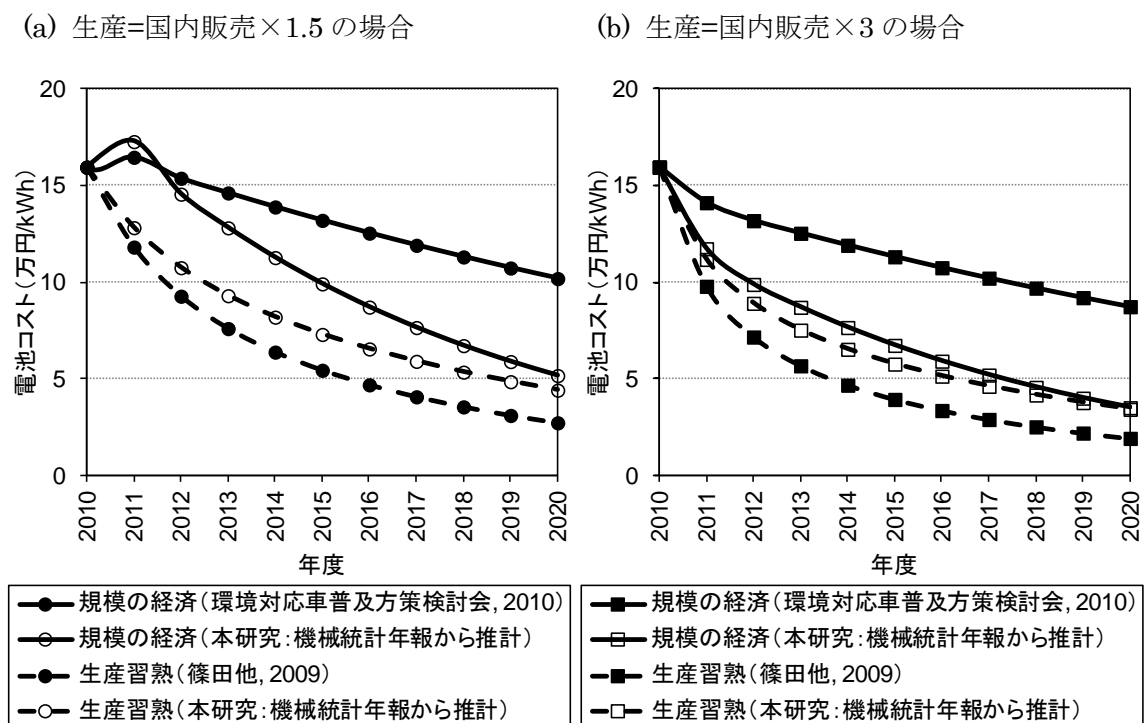 (a) 生産=国内販売×1.5 の場合
20
15
10
5
0
電池コスト(万円/kWh)
2010
2011
2012
2013
2014
2015
2016
2017
2018
2019
2020
年度
規模の経済(環境対応車普及方策検討会, 2010)
規模の経済(本研究:機械統計年報から推計)
生産習熟(篠田他, 2009)
生産習熟(本研究:機械統計年報から推計)
(b) 生産=国内販売×3 の場合
20
15
10
5
0
電池コスト(万円/kWh)
2010
2011
2012
2013
2014
2015
2016
2017
2018
2019
2020
年度
規模の経済(環境対応車普及方策検討会, 2010)
規模の経済(本研究:機械統計年報から推計)
生産習熟(篠田他, 2009)
生産習熟(本研究:機械統計年報から推計)